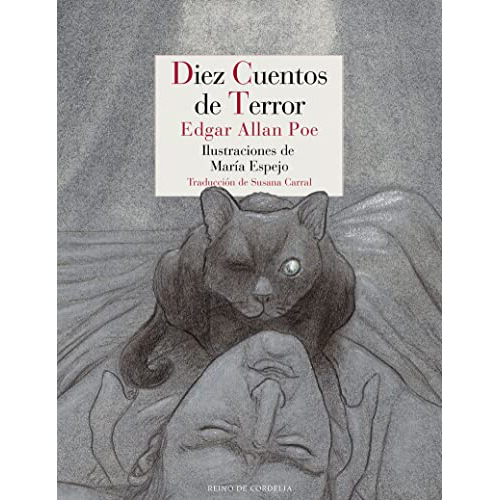 Diez Cuentos
de Terror
Edgar Allan Poe
Ilustraciones de
María Espejo
Traducción de Susana Carral
REINO DE CORDELIA